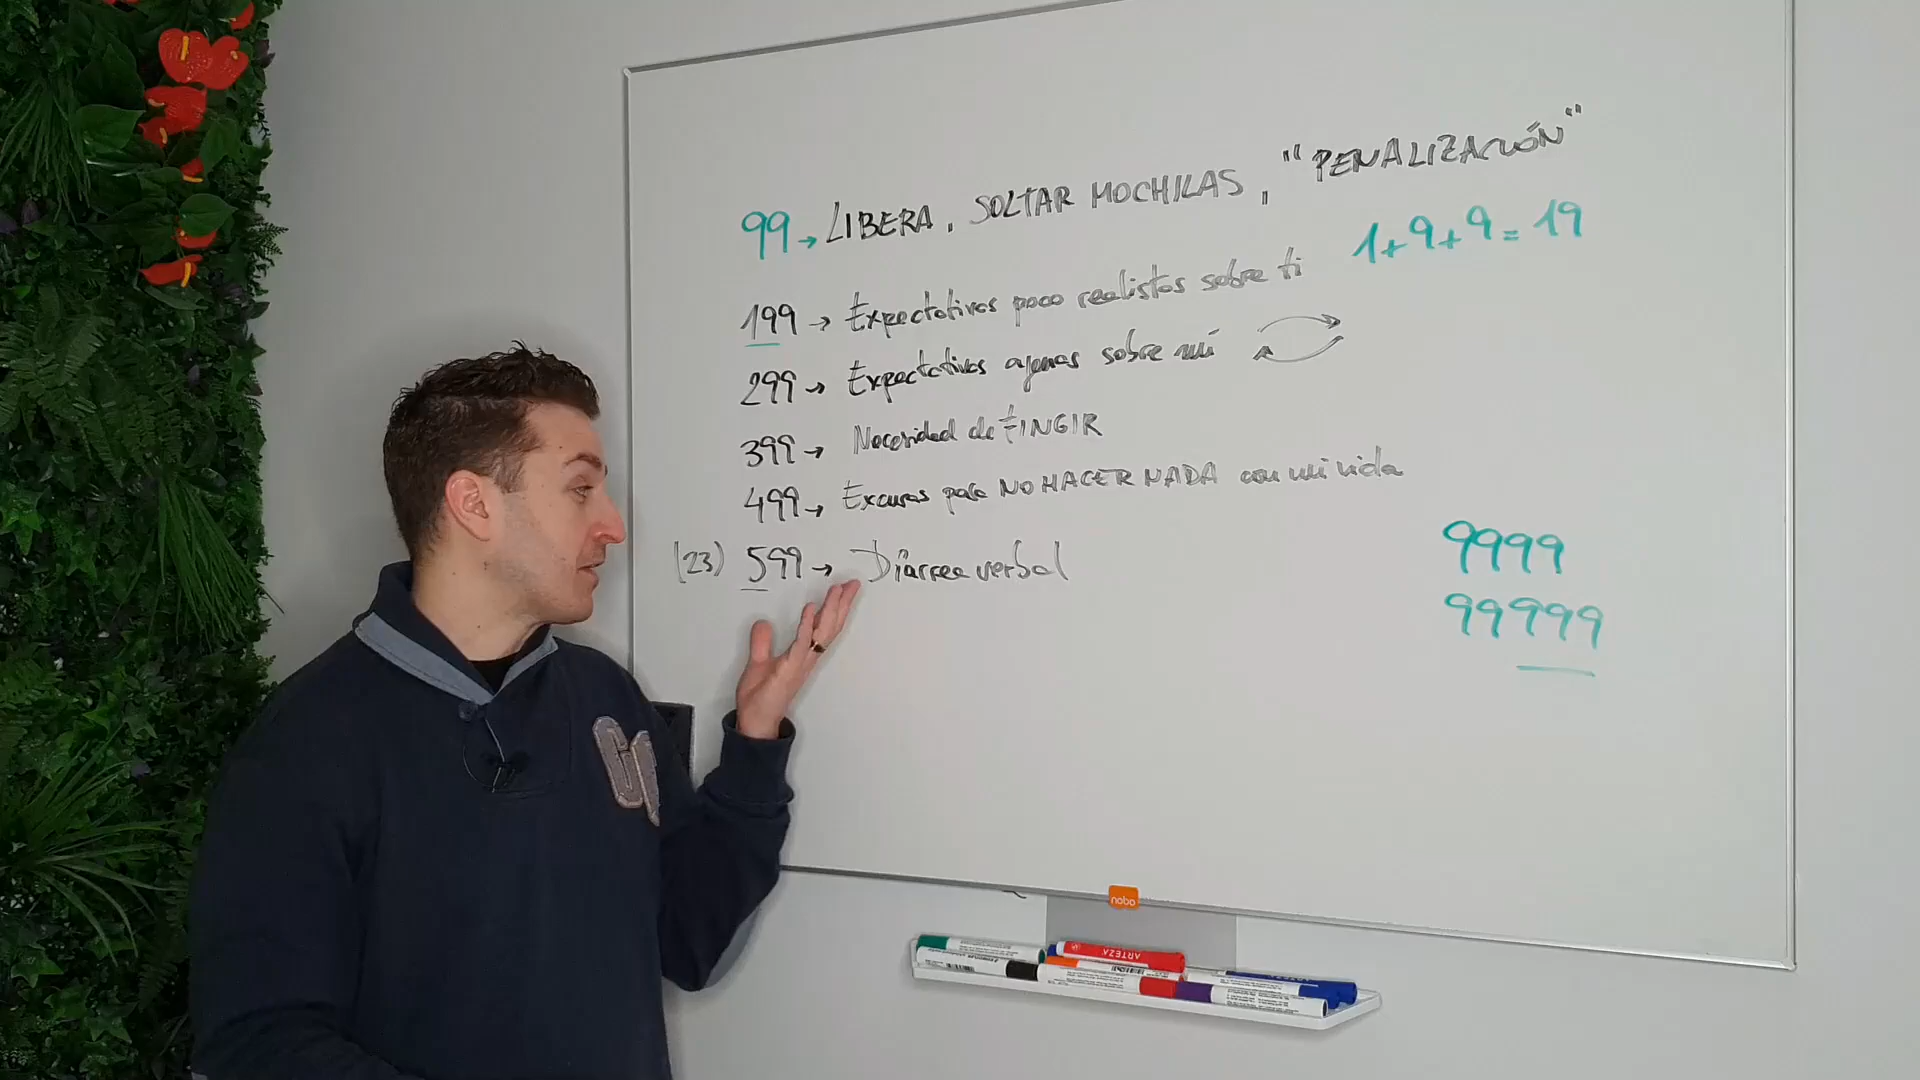 99 → LIBERA, SOLTAR MOCHILAS, "PENALIZACIÓN"
1+9+9=19
199 → Expectativas poco realistas sobre ti
299 → Expectativas ajenas sobre mí
399 → Necesidad de FINGIR
499 → Excusas para NO HACER NADA con mi vida
(23) 599 → Diarrea verbal
9999
99999
nobo
ARTEZA